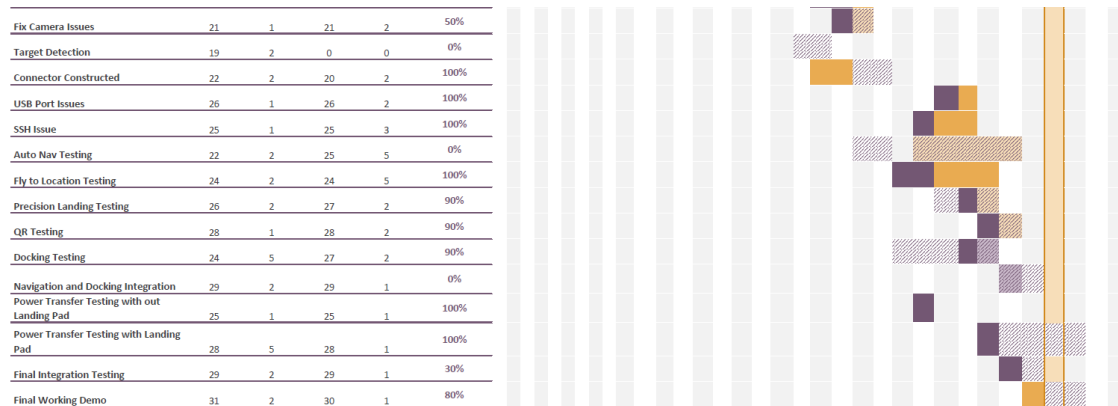 Fix Camera Issues 21 1 21 2 50%
Target Detection 19 2 0 0 0%
Connector Constructed 22 2 20 2 100%
USB Port Issues 26 1 26 2 100%
SSH Issue 25 1 25 3 100%
Auto Nav Testing 22 2 25 5 0%
Fly to Location Testing 24 2 24 5 100%
Precision Landing Testing 26 2 27 2 90%
QR Testing 28 1 28 2 90%
Docking Testing 24 5 27 2 90%
Navigation and Docking Integration 29 2 29 1 0%
Power Transfer Testing with out
Landing Pad 25 1 25 1 100%
Power Transfer Testing with Landing
Pad 28 5 28 1 100%
Final Integration Testing 29 2 29 1 30%
Final Working Demo 31 2 30 1 80%